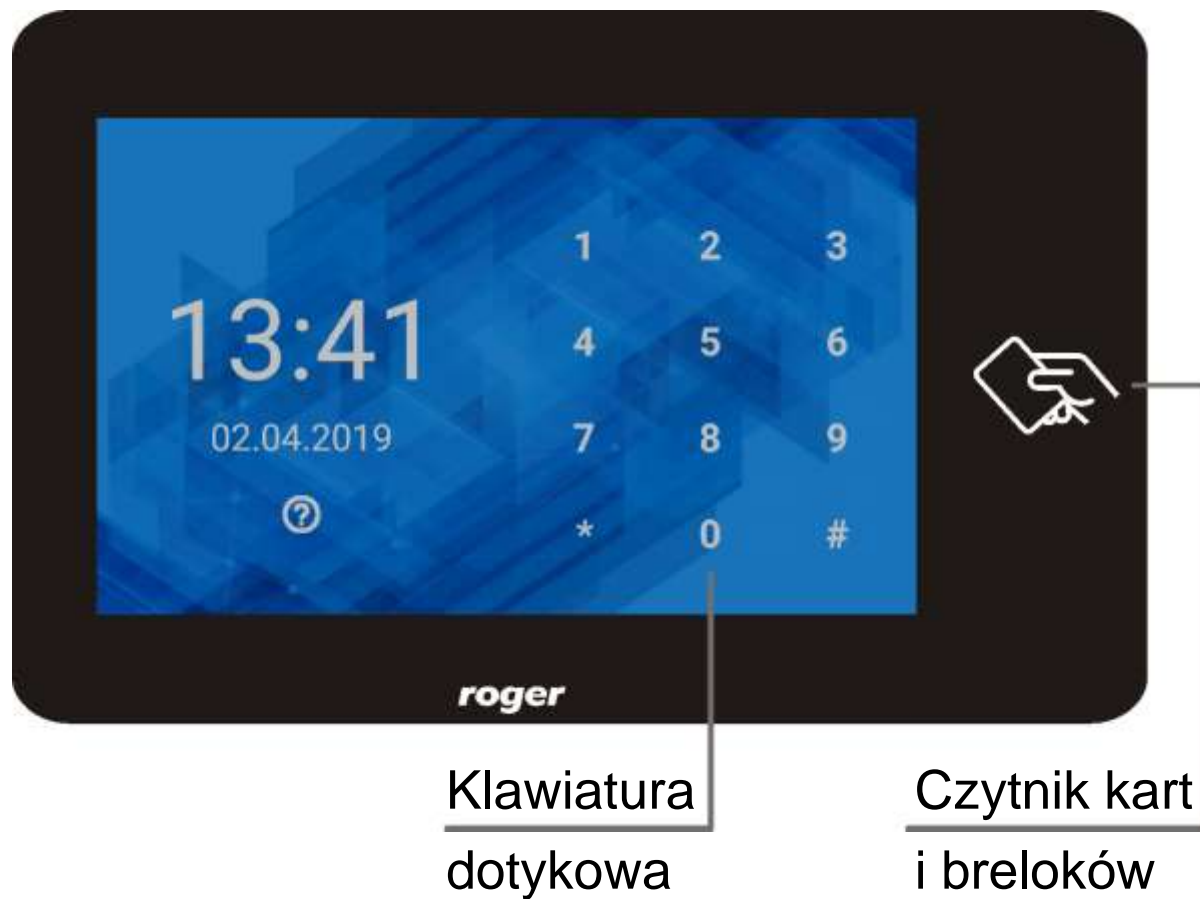 1 2 3
13:41
4 5 6
02.04.2019
7 8 9
?
* 0 #
roger
Klawiatura
dotykowa
Czytnik kart
i breloków